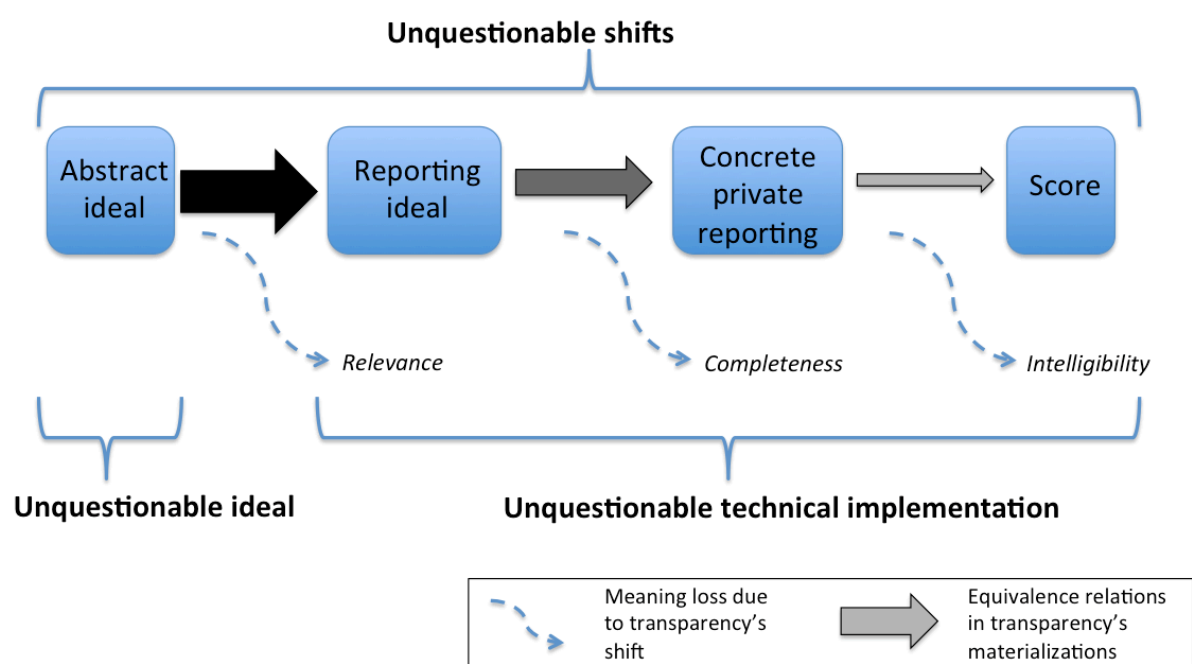 Unquestionable shifts
Abstract
ideal
Reporting
ideal
Concrete
private
reporting
Score
Relevance
Completeness
Intelligibility
Unquestionable ideal
Unquestionable technical implementation
Meaning loss due
to transparency's
shift
Equivalence relations
in transparency's
materializations